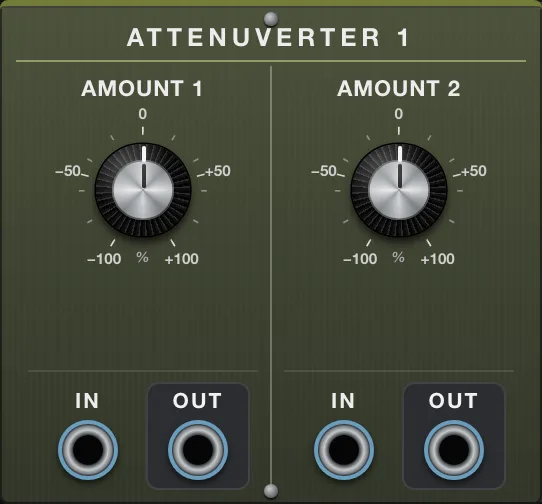 ATTENUVERTER 1
AMOUNT 1
0
−50
+50
−100
%
+100
IN
OUT
AMOUNT 2
0
−50
+50
−100
%
+100
IN
OUT